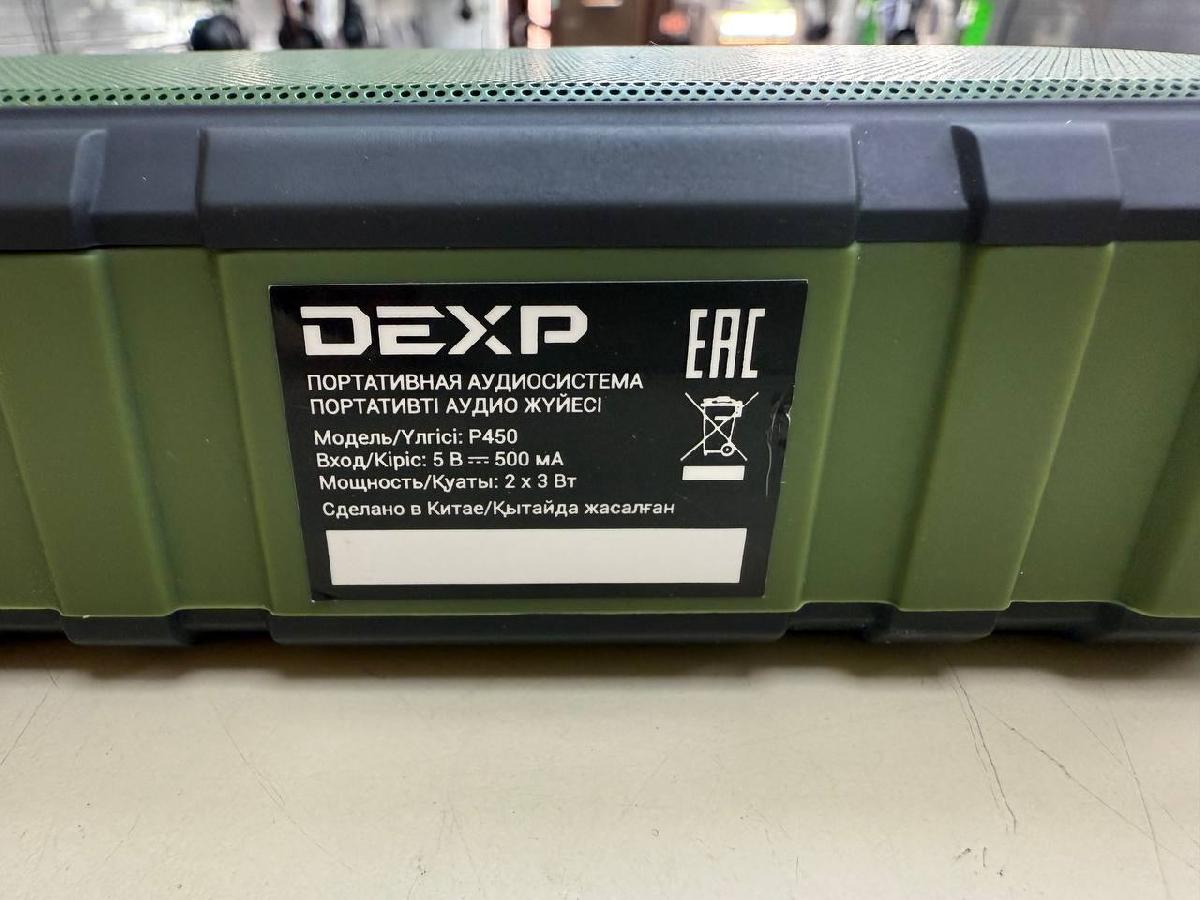 DEXP
EAC
ПОРТАТИВНАЯ АУДИОСИСТЕМА
ПОРТАТИВТІ АУДИО ЖҮЙЕСІ
Модель/Үлгісі: P450
Вход/Кіріс: 5 В ⎓ 500 мА
Мощность/Қуаты: 2 x 3 Вт
Сделано в Китае/Қытайда жасалған